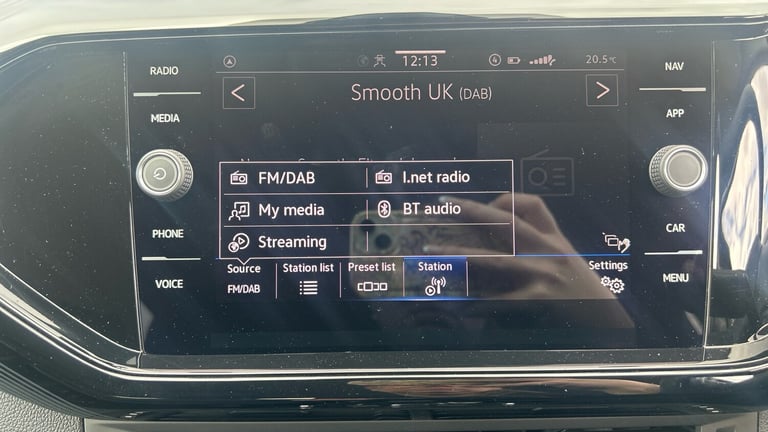 RADIO
MEDIA
PHONE
VOICE
12:13
4
20.5°C
< Smooth UK (DAB) >
FM/DAB
I.net radio
My media
BT audio
Streaming
Source
FM/DAB
Station list
Preset list
Station
Settings
NAV
APP
CAR
MENU